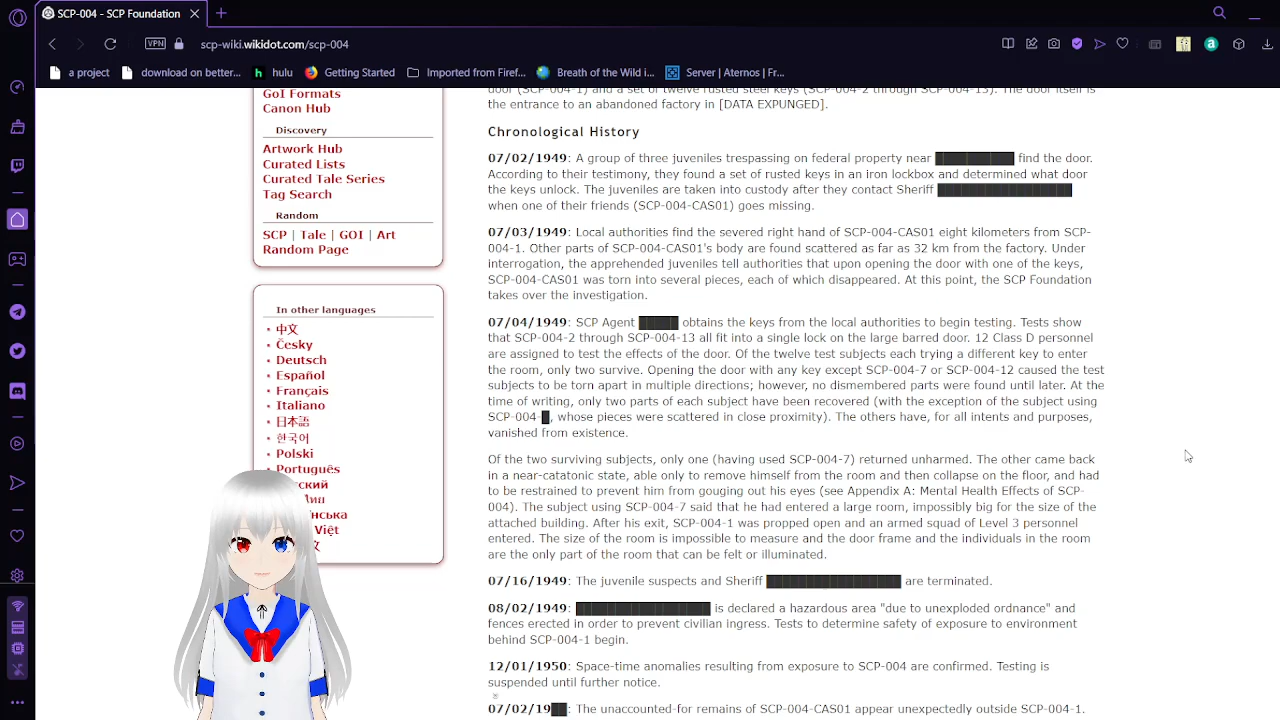 SCP-004 - SCP Foundation
VPN
scp-wiki.wikidot.com/scp-004
a project
download on better...
hulu
Getting Started
Imported from Firef...
Breath of the Wild i...
Server | Aternos | Fr...
GoI Formats
Canon Hub
Discovery
Artwork Hub
Curated Lists
Curated Tale Series
Tag Search
Random
SCP | Tale | GOI | Art
Random Page
In other languages
中文
Česky
Deutsch
Español
Français
Italiano
日本語
한국어
Polski
Português
door (SCP-004-1) and a set of twelve rusted steel keys (SCP-004-2 through SCP-004-13). The door itself is
the entrance to an abandoned factory in [DATA EXPUNGED].
Chronological History
07/02/1949: A group of three juveniles trespassing on federal property near ██████████ find the door.
According to their testimony, they found a set of rusted keys in an iron lockbox and determined what door
the keys unlock. The juveniles are taken into custody after they contact Sheriff █████████████████
when one of their friends (SCP-004-CAS01) goes missing.
07/03/1949: Local authorities find the severed right hand of SCP-004-CAS01 eight kilometers from SCP-
004-1. Other parts of SCP-004-CAS01's body are found scattered as far as 32 km from the factory. Under
interrogation, the apprehended juveniles tell authorities that upon opening the door with one of the keys,
SCP-004-CAS01 was torn into several pieces, each of which disappeared. At this point, the SCP Foundation
takes over the investigation.
07/04/1949: SCP Agent █████ obtains the keys from the local authorities to begin testing. Tests show
that SCP-004-2 through SCP-004-13 all fit into a single lock on the large barred door. 12 Class D personnel
are assigned to test the effects of the door. Of the twelve test subjects each trying a different key to enter
the room, only two survive. Opening the door with any key except SCP-004-7 or SCP-004-12 caused the test
subjects to be torn apart in multiple directions; however, no dismembered parts were found until later. At the
time of writing, only two parts of each subject have been recovered (with the exception of the subject using
SCP-004-█, whose pieces were scattered in close proximity). The others have, for all intents and purposes,
vanished from existence.
Of the two surviving subjects, only one (having used SCP-004-7) returned unharmed. The other came back
in a near-catatonic state, able only to remove himself from the room and then collapse on the floor, and had
to be restrained to prevent him from gouging out his eyes (see Appendix A: Mental Health Effects of SCP-
004). The subject using SCP-004-7 said that he had entered a large room, impossibly big for the size of the
attached building. After his exit, SCP-004-1 was propped open and an armed squad of Level 3 personnel
entered. The size of the room is impossible to measure and the door frame and the individuals in the room
are the only part of the room that can be felt or illuminated.
07/16/1949: The juvenile suspects and Sheriff █████████████████ are terminated.
08/02/1949: █████████████████ is declared a hazardous area "due to unexploded ordnance" and
fences erected in order to prevent civilian ingress. Tests to determine safety of exposure to environment
behind SCP-004-1 begin.
12/01/1950: Space-time anomalies resulting from exposure to SCP-004 are confirmed. Testing is
suspended until further notice.
07/02/19██: The unaccounted-for remains of SCP-004-CAS01 appear unexpectedly outside SCP-004-1.